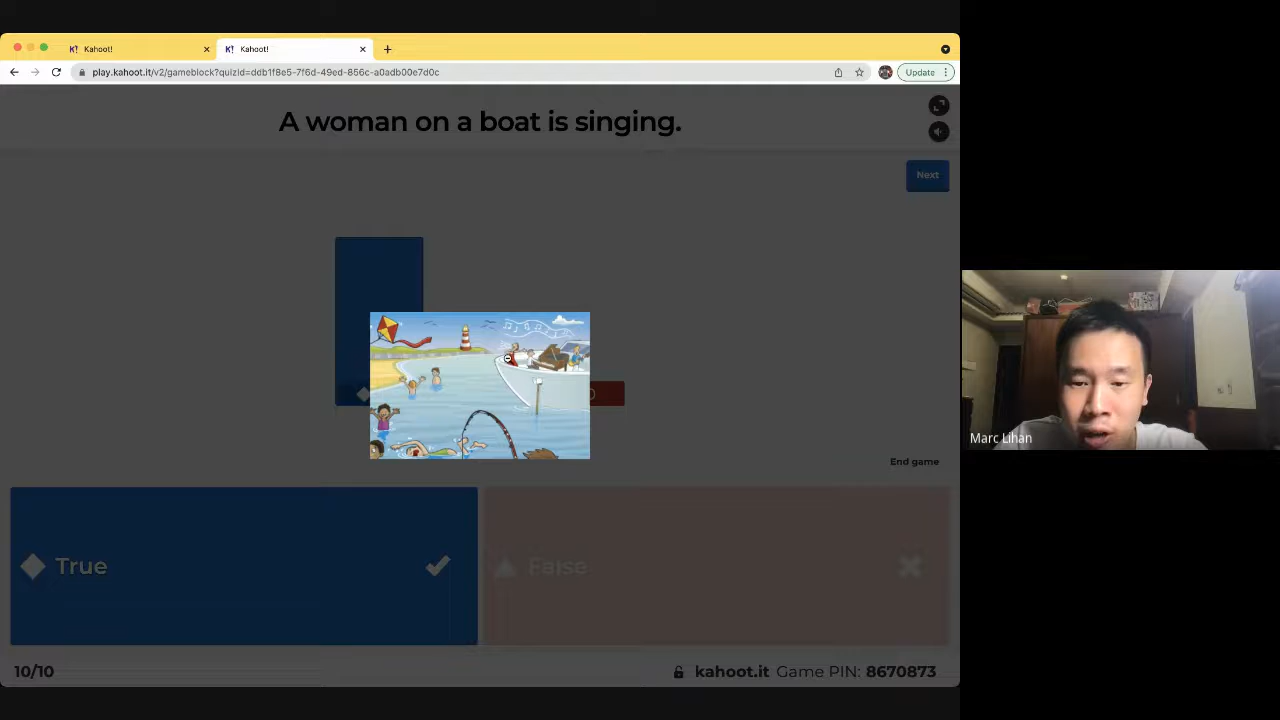 Kahoot!
Kahoot!
play.kahoot.it/v2/gameblock?quizId=ddb1f8e5-7f6d-49ed-856c-a0adb00e7d0c
Update
A woman on a boat is singing.
Next
Marc Lihan
End game
True
False
10/10
kahoot.it Game PIN: 8670873